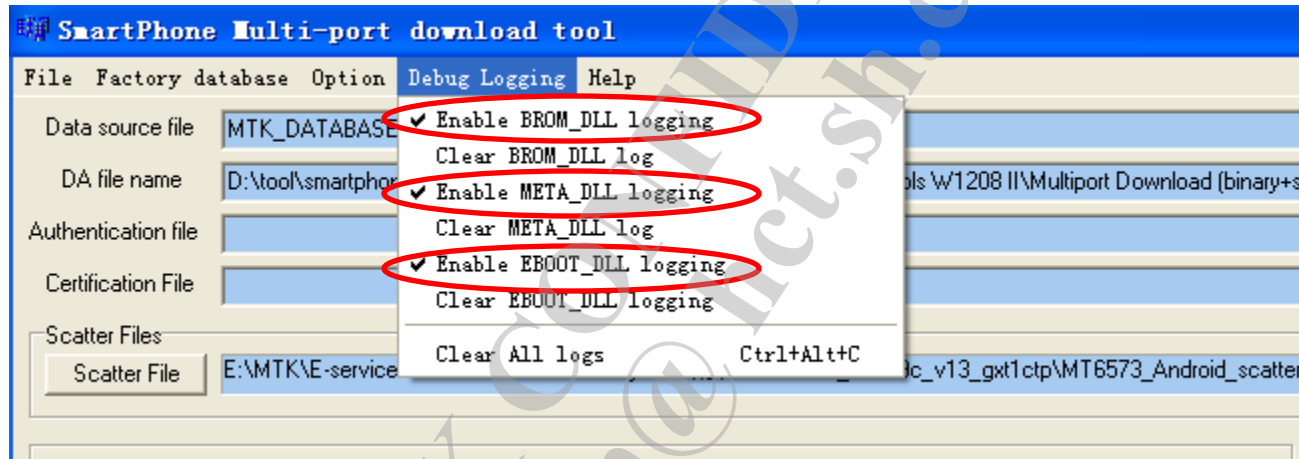 SmartPhone Multi-port download tool
File Factory database Option Debug Logging Help
Data source file MTK_DATABASE
✔ Enable BROM_DLL logging
Clear BROM_DLL log
DA file name D:\tool\smartphon ols W1208 II\Multiport Download (binary+s
✔ Enable META_DLL logging
Clear META_DLL log
Authentication file
✔ Enable EBOOT_DLL logging
Certification File
Clear EBOOT_DLL logging
Scatter Files
Clear All logs Ctrl+Alt+C
Scatter File E:\MTK\E-service c_v13_gxt1ctp\MT6573_Android_scatter